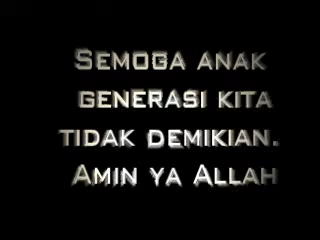 Semoga anak
generasi kita
tidak demikian.
Amin ya Allah